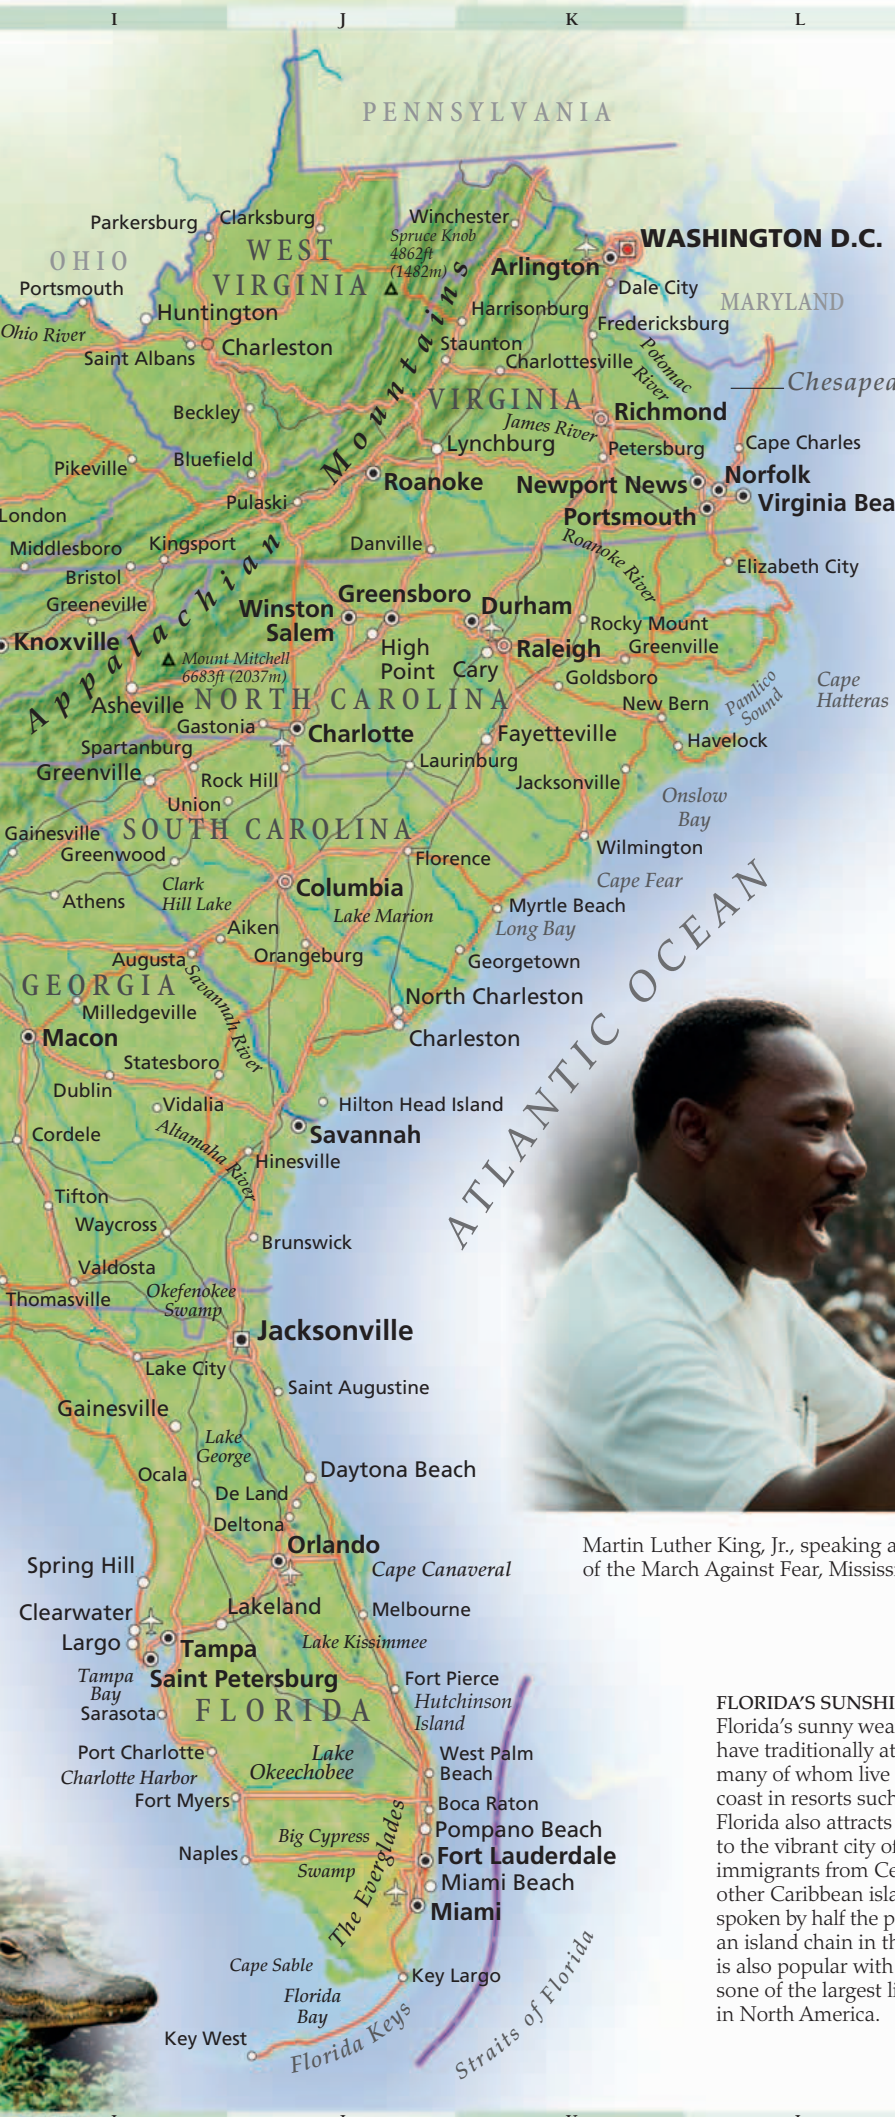 I J K L
PENNSYLVANIA
Parkersburg
Clarksburg
Winchester
WEST
VIRGINIA
Spruce Knob
4862ft
(1482m)
WASHINGTON D.C.
OHIO
Arlington
Portsmouth
Dale City
MARYLAND
Huntington
Harrisonburg
Fredericksburg
Ohio River
Saint Albans
Charleston
Staunton
Charlottesville
Potomac
River
Chesapea
Beckley
VIRGINIA
Richmond
James River
Lynchburg
Petersburg
Cape Charles
Pikeville
Bluefield
Roanoke
Newport News
Norfolk
Pulaski
Portsmouth
Virginia Bea
London
Middlesboro
Kingsport
Danville
Roanoke River
Elizabeth City
Bristol
Appalachian Mountains
Greeneville
Winston
Salem
Greensboro
Durham
Rocky Mount
Knoxville
High
Point
Cary
Raleigh
Greenville
Mount Mitchell
6683ft (2037m)
Goldsboro
Pamlico
Sound
Cape
Hatteras
Asheville
NORTH CAROLINA
New Bern
Gastonia
Charlotte
Fayetteville
Havelock
Spartanburg
Greenville
Rock Hill
Laurinburg
Jacksonville
Union
Onslow
Bay
Gainesville
SOUTH CAROLINA
Greenwood
Florence
Wilmington
Clark
Hill Lake
Columbia
Cape Fear
Athens
Lake Marion
Myrtle Beach
Aiken
Long Bay
Augusta
Orangeburg
Georgetown
ATLANTIC OCEAN
GEORGIA
Savannah River
North Charleston
Milledgeville
Macon
Charleston
Statesboro
Dublin
Vidalia
Hilton Head Island
Cordele
Altamaha River
Savannah
Hinesville
Tifton
Waycross
Brunswick
Valdosta
Thomasville
Okefenokee
Swamp
Jacksonville
Lake City
Saint Augustine
Gainesville
Lake
George
Ocala
Daytona Beach
De Land
Deltona
Orlando
Spring Hill
Cape Canaveral
Clearwater
Lakeland
Melbourne
Largo
Tampa
Lake Kissimmee
Tampa
Bay
Saint Petersburg
Fort Pierce
Sarasota
FLORIDA
Hutchinson
Island
Port Charlotte
Lake
Okeechobee
West Palm
Beach
Charlotte Harbor
Fort Myers
Boca Raton
Big Cypress
Swamp
Pompano Beach
Naples
The Everglades
Fort Lauderdale
Miami Beach
Miami
Cape Sable
Key Largo
Florida
Bay
Straits of Florida
Key West
Florida Keys
Martin Luther King, Jr., speaking a
of the March Against Fear, Mississi
FLORIDA'S SUNSHI
Florida's sunny wea
have traditionally at
many of whom live
coast in resorts such
Florida also attracts
to the vibrant city of
immigrants from Ce
other Caribbean isla
spoken by half the p
an island chain in th
is also popular with
sone of the largest li
in North America.